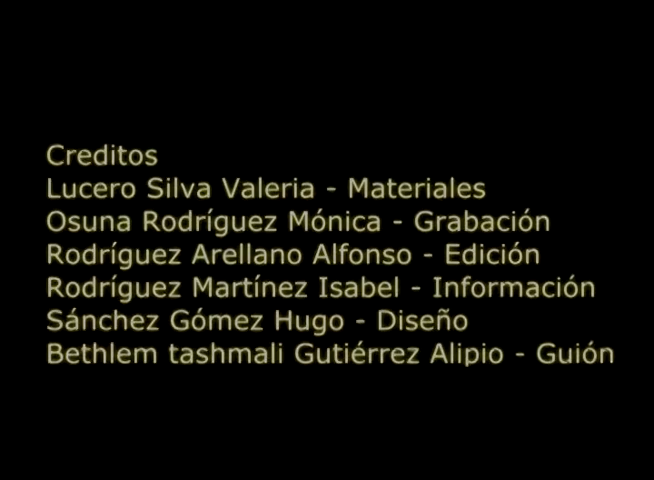 Creditos
Lucero Silva Valeria - Materiales
Osuna Rodríguez Mónica - Grabación
Rodríguez Arellano Alfonso - Edición
Rodríguez Martínez Isabel - Información
Sánchez Gómez Hugo - Diseño
Bethlem tashmali Gutiérrez Alipio - Guión